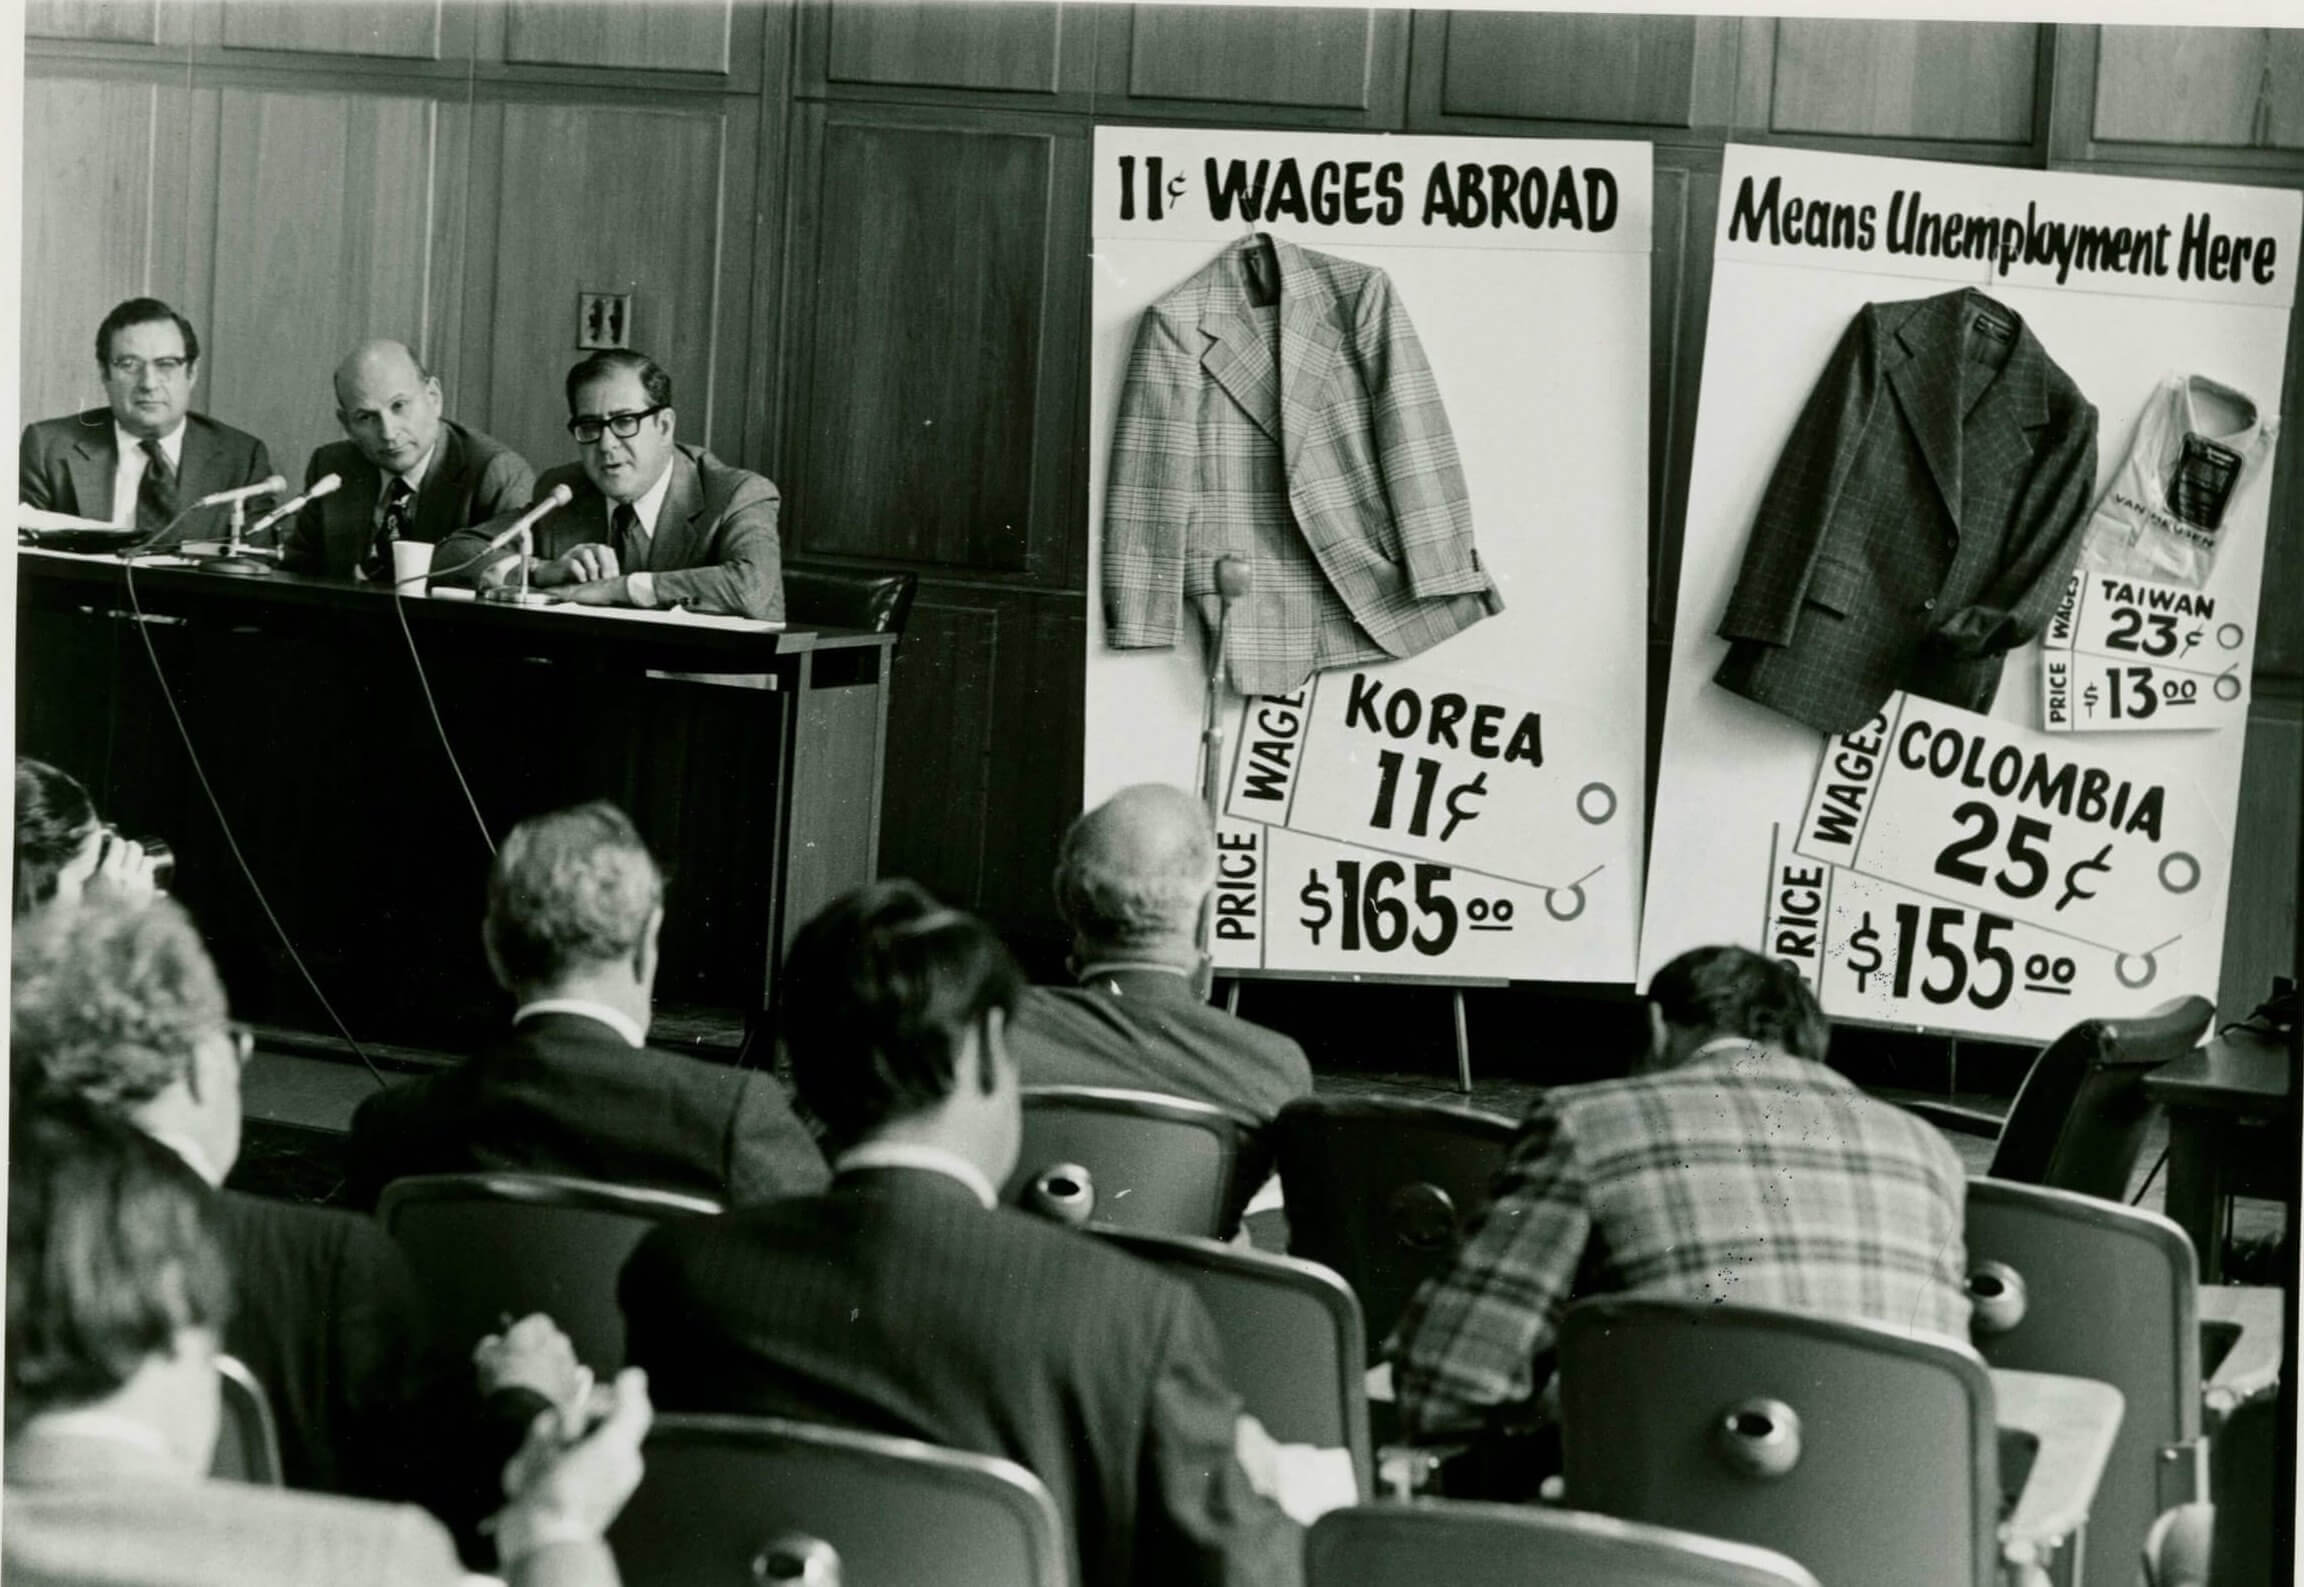 11¢ WAGES ABROAD
WAGES
KOREA
11¢
PRICE
$165.00
Means Unemployment Here
VAN HEUSEN
WAGES
TAIWAN
23¢
PRICE
$13.00
WAGES
COLOMBIA
25¢
PRICE
$155.00